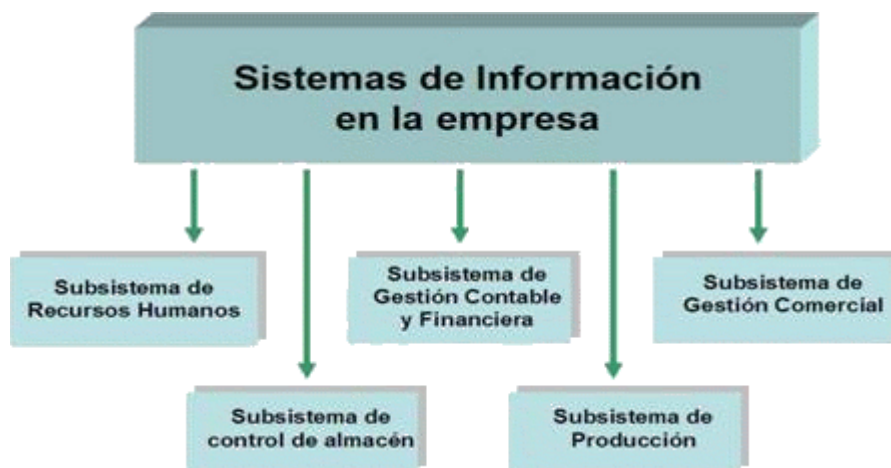 Sistemas de Información
en la empresa
Subsistema de
Recursos Humanos
Subsistema de
Gestión Contable
y Financiera
Subsistema de
Gestión Comercial
Subsistema de
control de almacén
Subsistema de
Producción